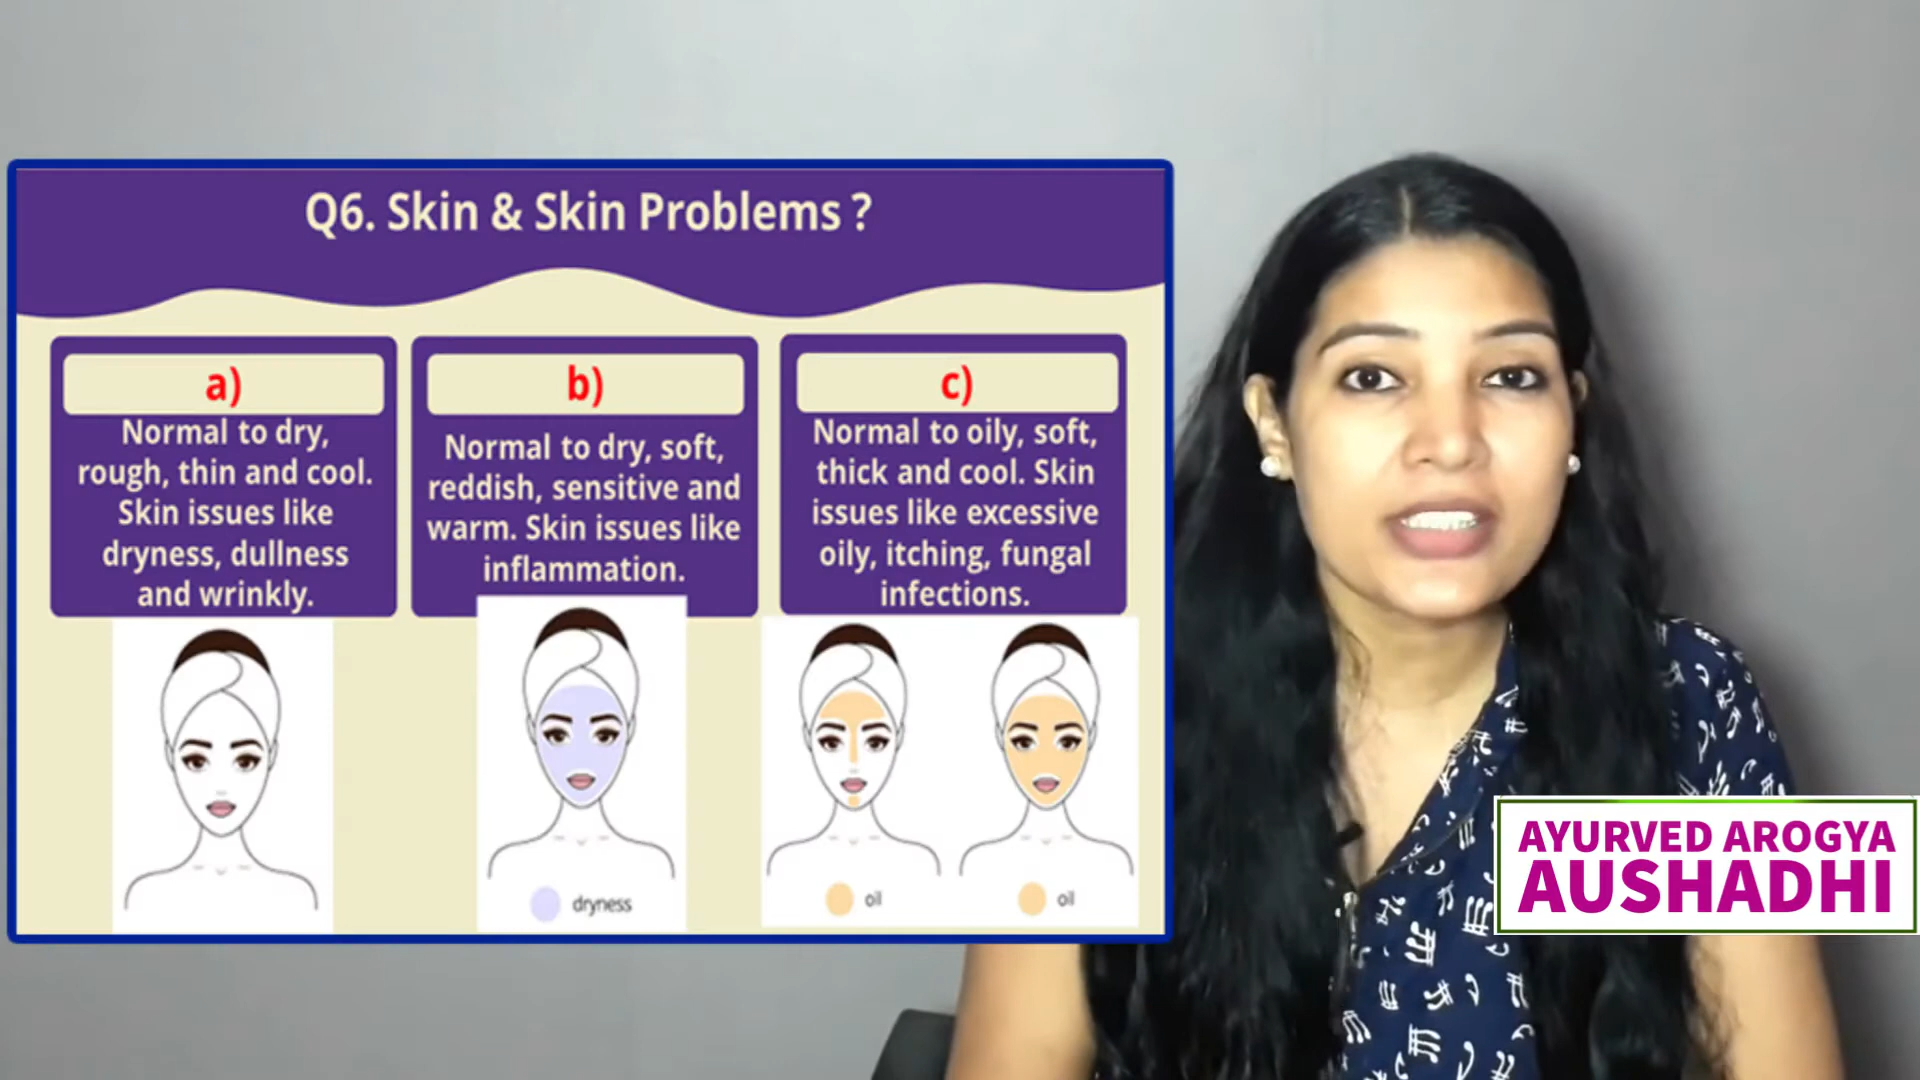 Q6. Skin & Skin Problems ?
a)
Normal to dry,
rough, thin and cool.
Skin issues like
dryness, dullness
and wrinkly.
b)
Normal to dry, soft,
reddish, sensitive and
warm. Skin issues like
inflammation.
dryness
c)
Normal to oily, soft,
thick and cool. Skin
issues like excessive
oily, itching, fungal
infections.
oil
oil
AYURVED AROGYA
AUSHADHI